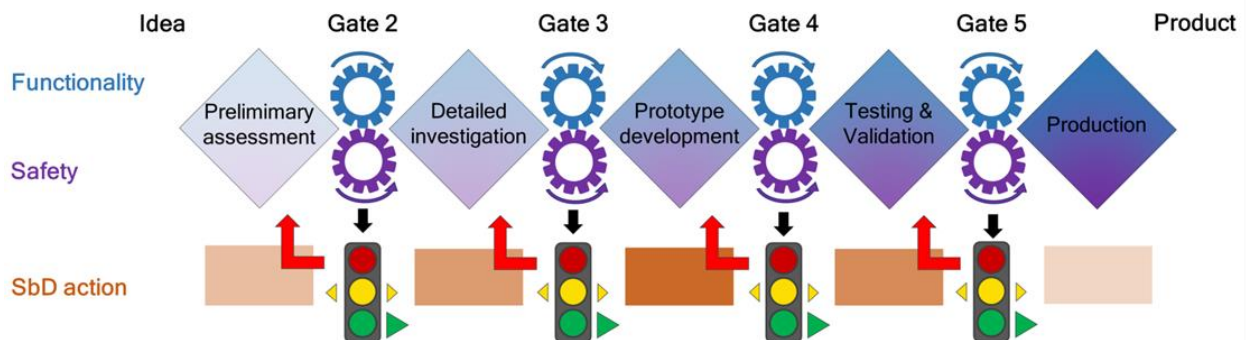 Idea Gate 2 Gate 3 Gate 4 Gate 5 Product
Functionality
Prelimimary
assessment
Detailed
investigation
Prototype
development
Testing &
Validation
Production
Safety
SbD action